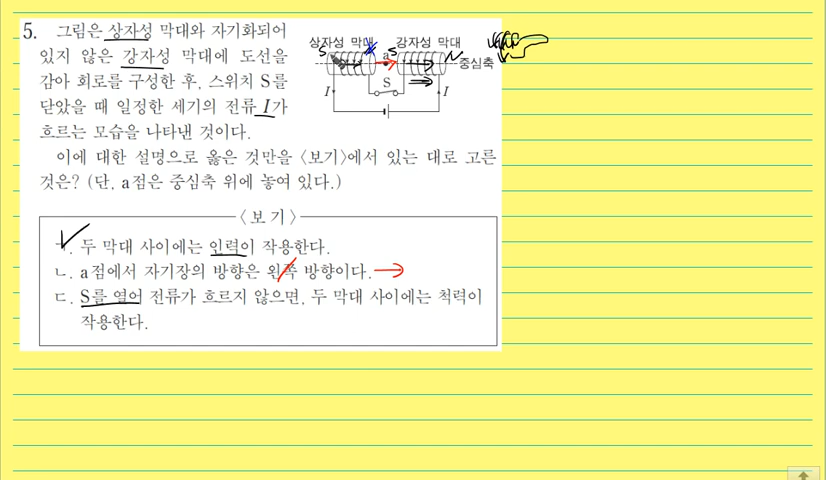 5. 그림은 상자성 막대와 자기화되어
있지 않은 강자성 막대에 도선을
감아 회로를 구성한 후, 스위치 S를
닫았을 때 일정한 세기의 전류 I가
흐르는 모습을 나타낸 것이다.
상자성 막대 강자성 막대
S S N
a
중심축
S
I I
이에 대한 설명으로 옳은 것만을 <보기>에서 있는 대로 고른
것은? (단, a점은 중심축 위에 놓여 있다.)
<보 기>
ㄱ. 두 막대 사이에는 인력이 작용한다.
ㄴ. a점에서 자기장의 방향은 왼쪽 방향이다.
ㄷ. S를 열어 전류가 흐르지 않으면, 두 막대 사이에는 척력이
작용한다.